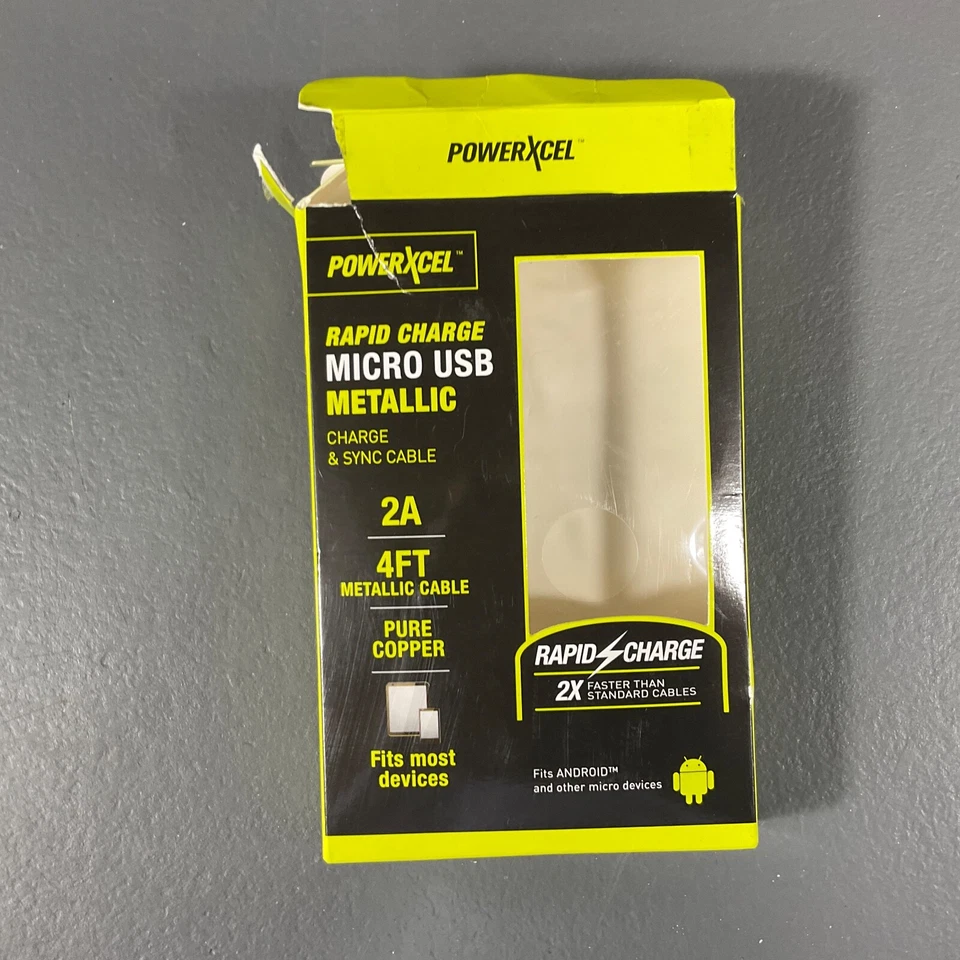 POWERXCEL™
POWERXCEL™
RAPID CHARGE
MICRO USB
METALLIC
CHARGE
& SYNC CABLE
2A
4FT
METALLIC CABLE
PURE
COPPER
Fits most
devices
RAPID CHARGE
2X FASTER THAN
STANDARD CABLES
Fits ANDROID™
and other micro devices